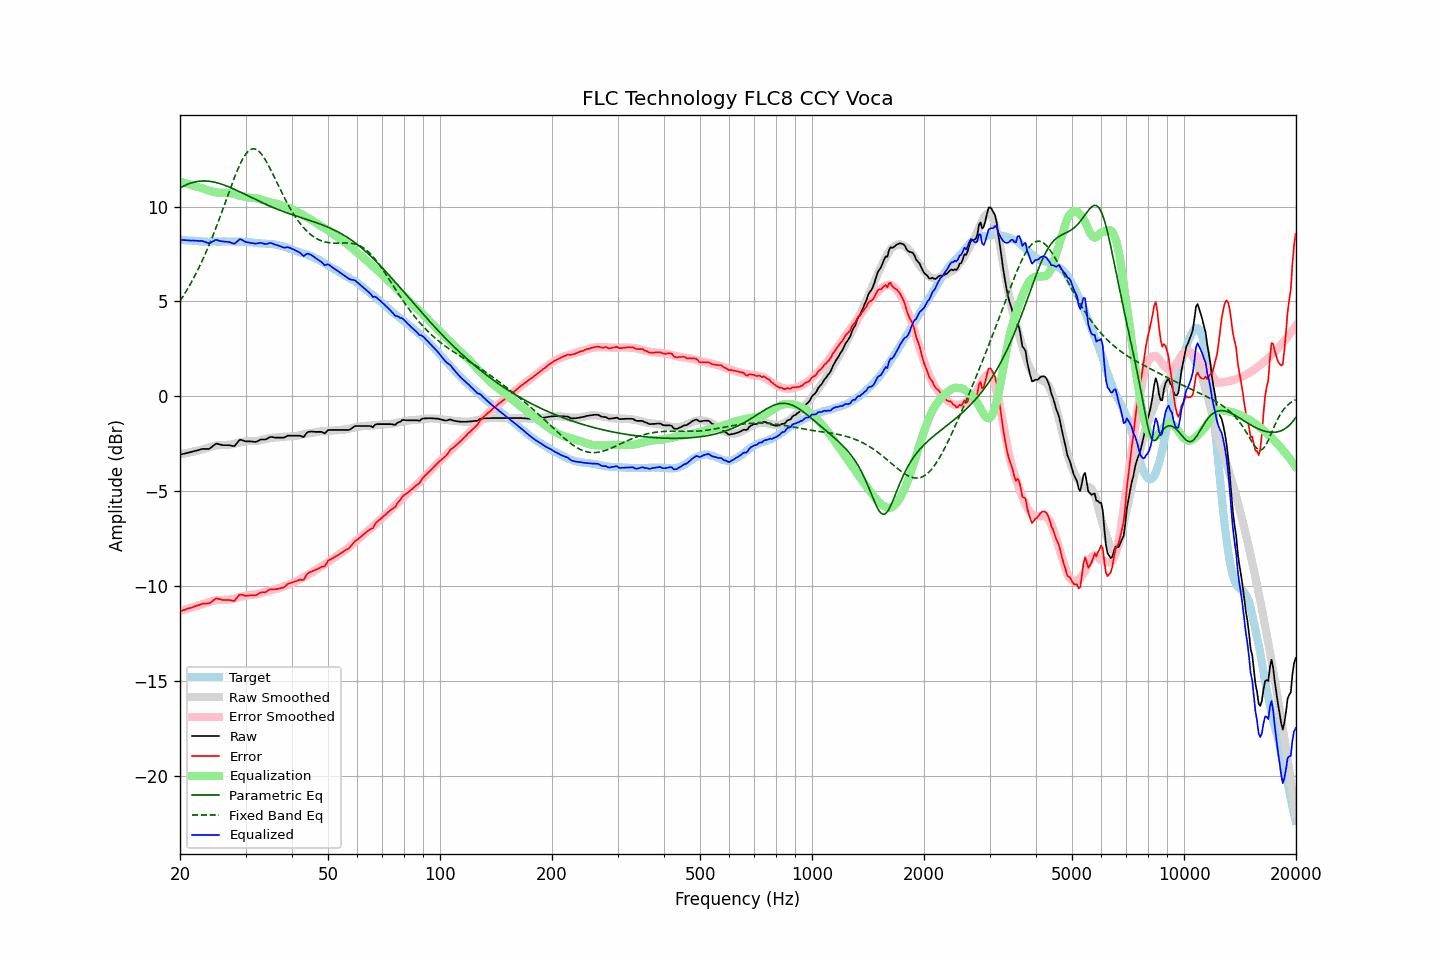 FLC Technology FLC8 CCY Voca
Amplitude (dBr)
10
5
0
−5
−10
−15
−20
Target
Raw Smoothed
Error Smoothed
Raw
Error
Equalization
Parametric Eq
Fixed Band Eq
Equalized
20 50 100 200 500 1000 2000 5000 10000 20000
Frequency (Hz)